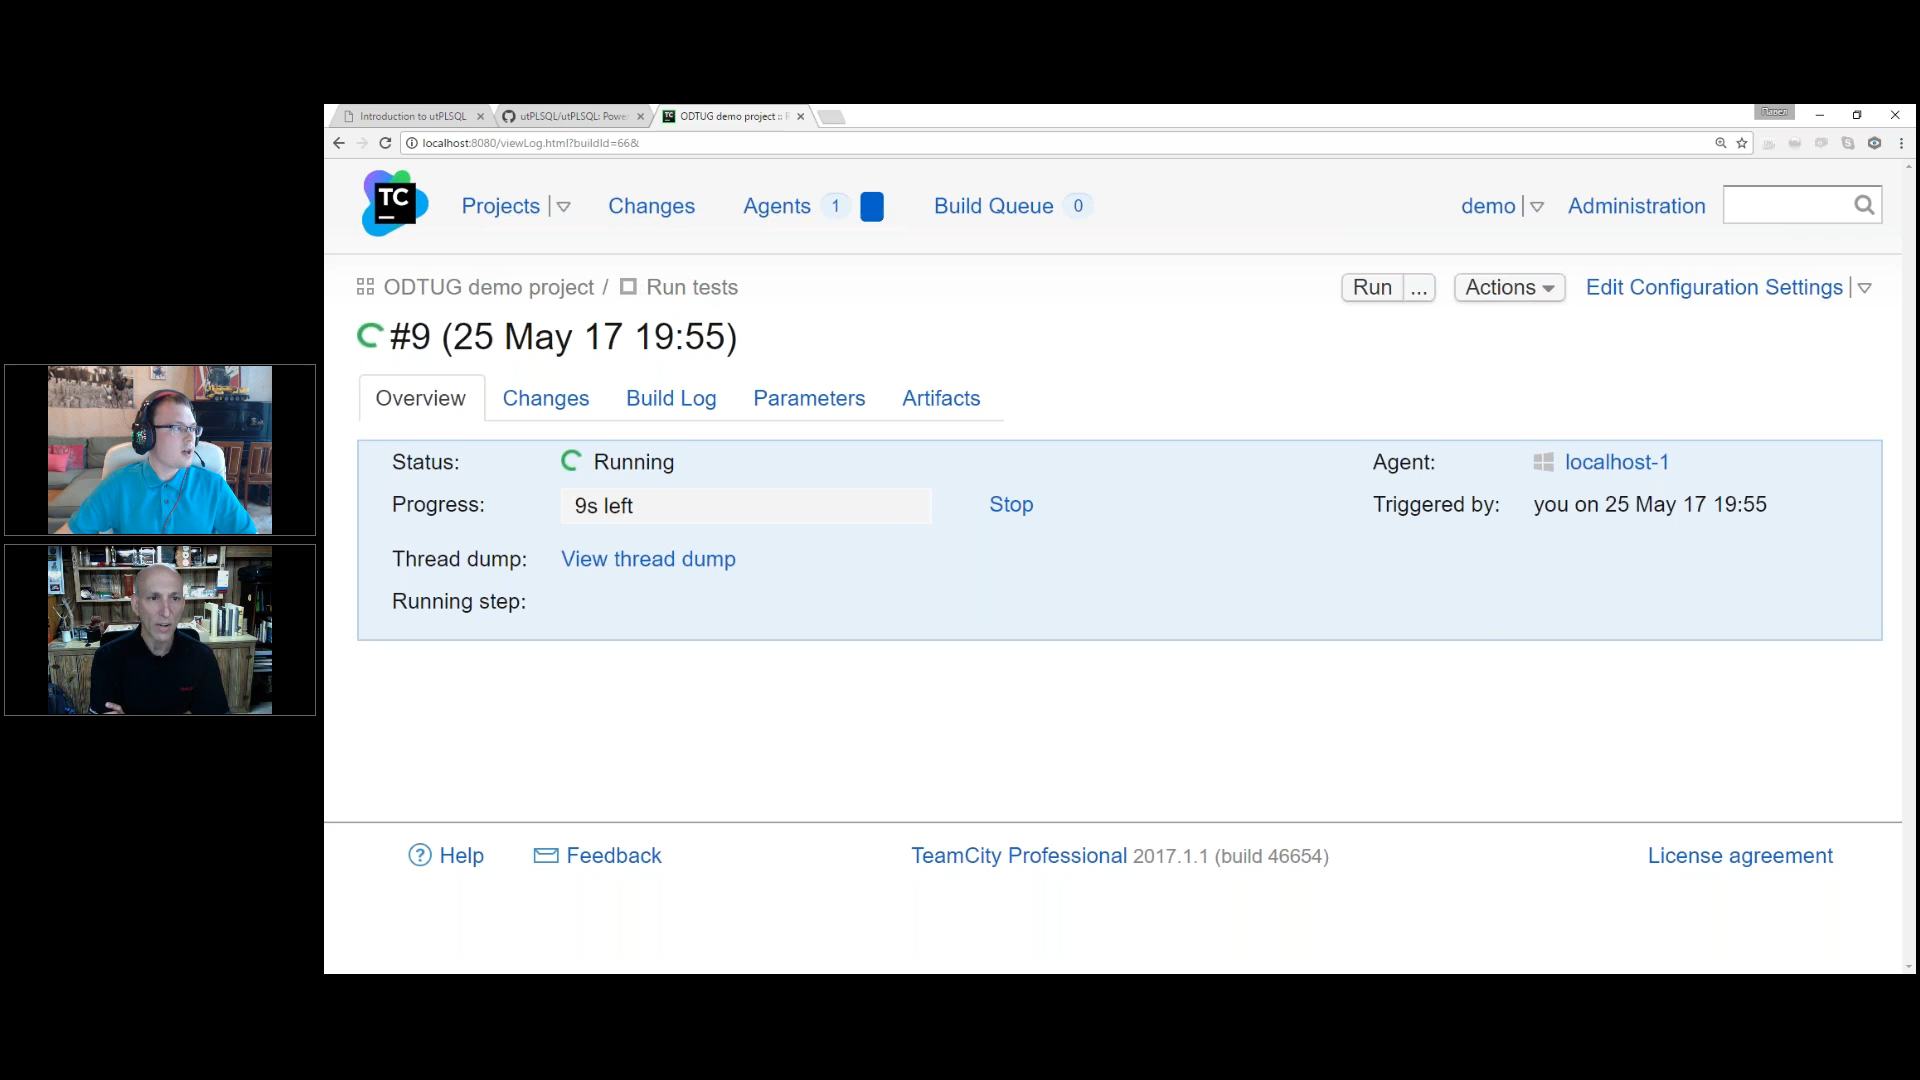 Introduction to utPLSQL
utPLSQL/utPLSQL: Power
ODTUG demo project :: R
Павел
localhost:8080/viewLog.html?buildId=66&
TC
Projects
Changes
Agents 1
Build Queue 0
demo
Administration
ODTUG demo project / Run tests
Run ...
Actions
Edit Configuration Settings
#9 (25 May 17 19:55)
Overview
Changes
Build Log
Parameters
Artifacts
Status: Running
Agent: localhost-1
Progress: 9s left
Stop
Triggered by: you on 25 May 17 19:55
Thread dump: View thread dump
Running step:
Help
Feedback
TeamCity Professional 2017.1.1 (build 46654)
License agreement